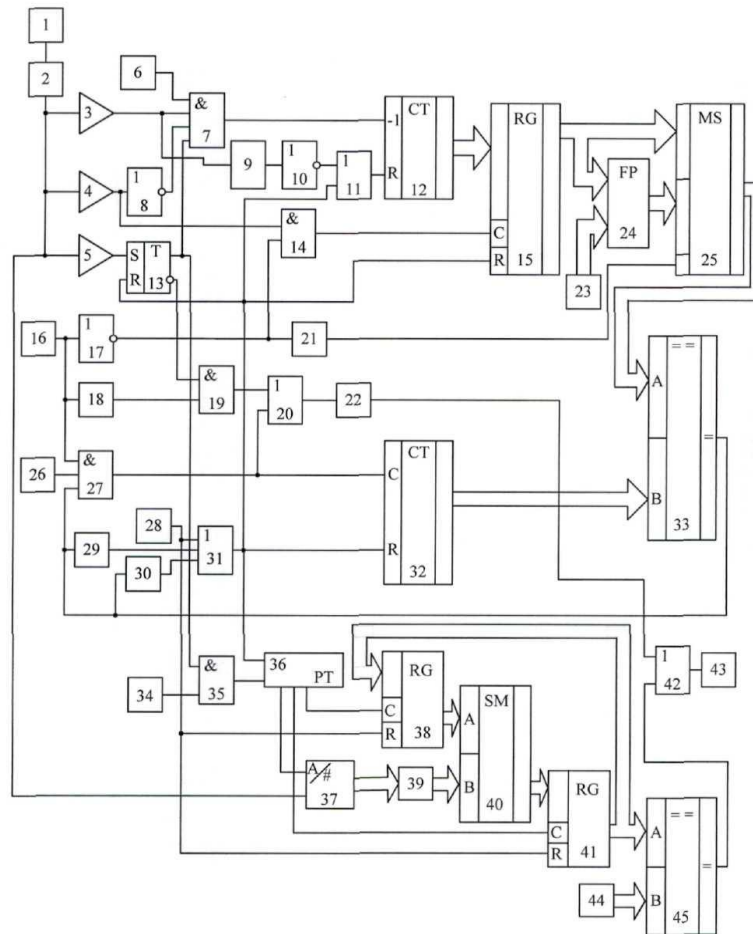 1
2
3
4
5
6
&
7
1
8
9
1
10
1
11
-1
CT
R
12
S
T
R
13
&
14
RG
C
R
15
FP
24
23
MS
25
16
1
17
21
18
&
19
1
20
22
26
&
27
28
29
30
1
31
CT
C
R
32
==
A
=
B
33
34
&
35
36
PT
A/#
37
RG
C
R
38
39
SM
A
B
40
RG
C
R
41
1
42
43
44
==
A
=
B
45